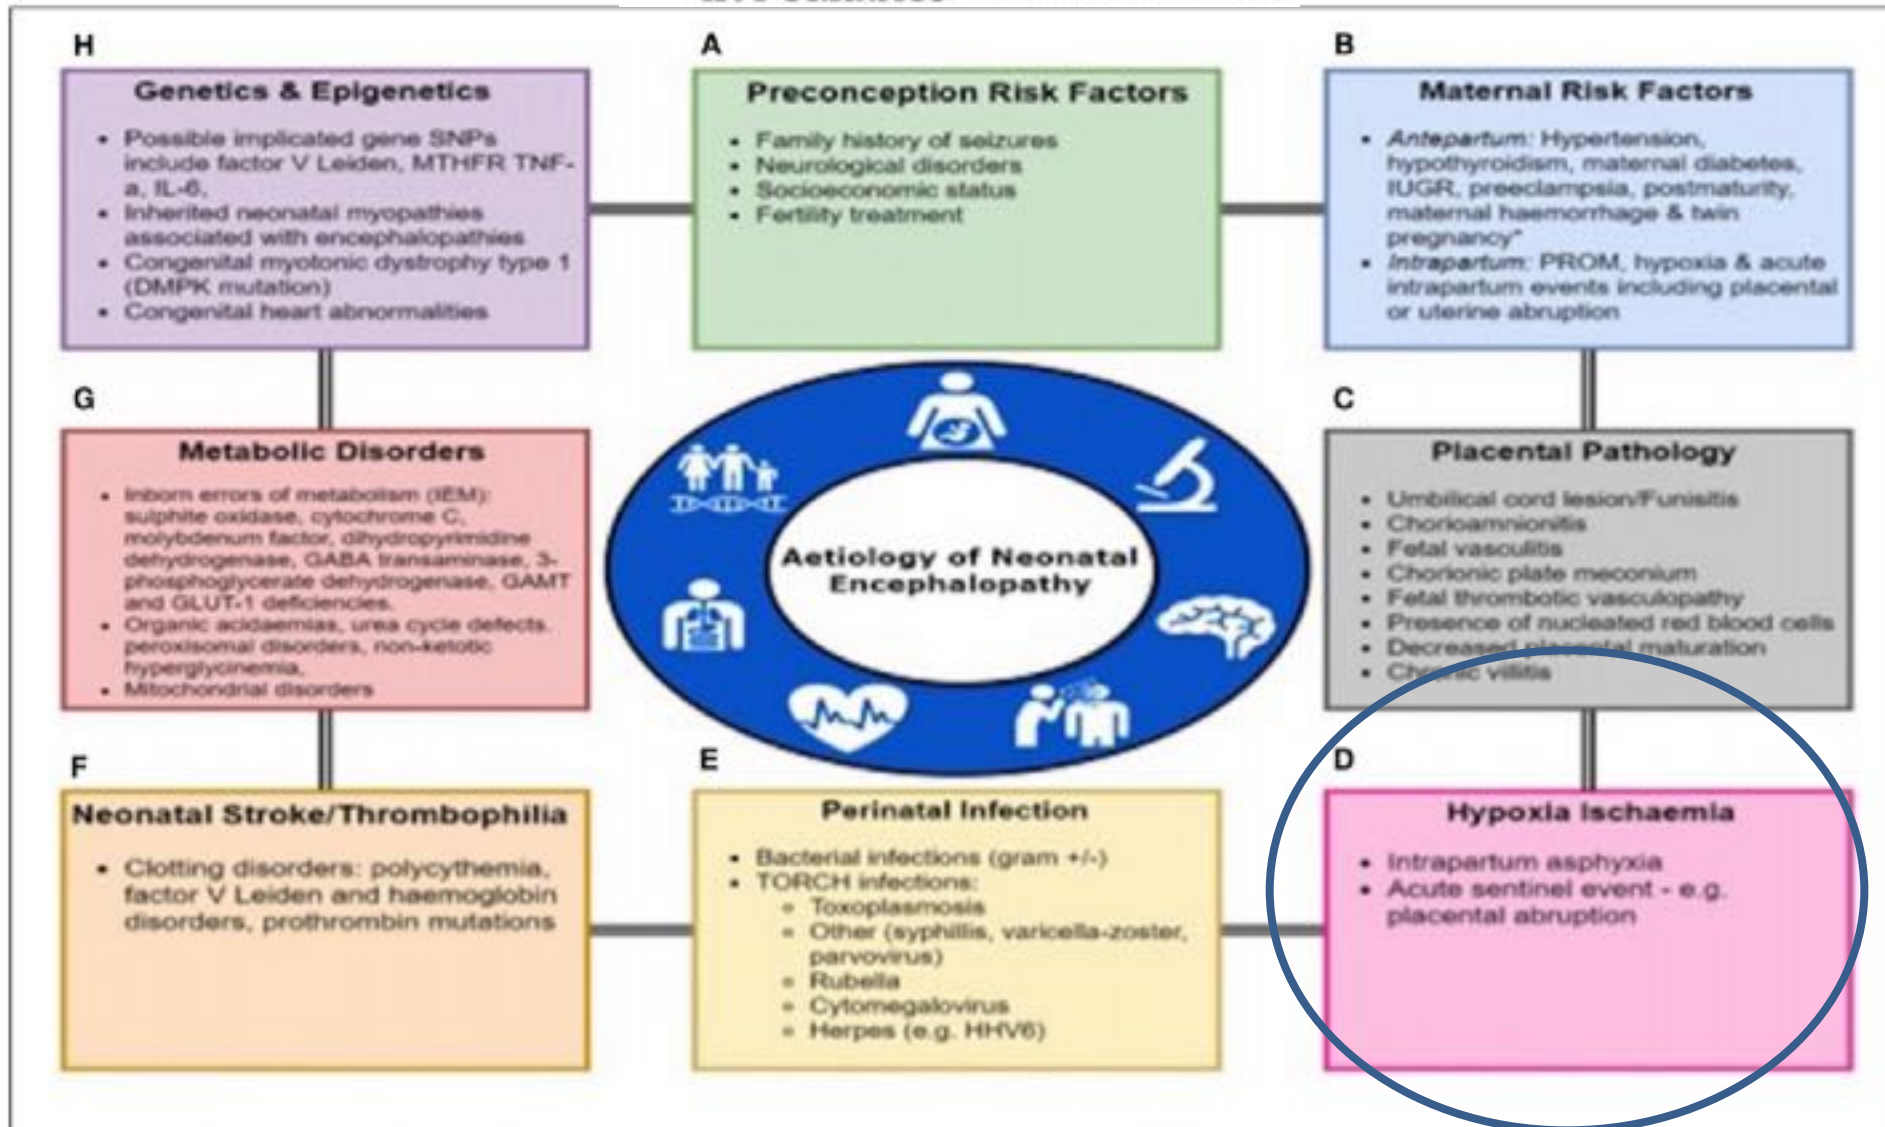 H
Genetics & Epigenetics
• Possible implicated gene SNPs
include factor V Leiden, MTHFR TNF-
a, IL-6,
• Inherited neonatal myopathies
associated with encephalopathies
• Congenital myotonic dystrophy type 1
(DMPK mutation)
• Congenital heart abnormalities
A
Preconception Risk Factors
• Family history of seizures
• Neurological disorders
• Socioeconomic status
• Fertility treatment
B
Maternal Risk Factors
• Antepartum: Hypertension,
hypothyroidism, maternal diabetes,
IUGR, preeclampsia, postmaturity,
maternal haemorrhage & twin
pregnancy*
• Intrapartum: PROM, hypoxia & acute
intrapartum events including placental
or uterine abruption
G
Metabolic Disorders
• Inborn errors of metabolism (IEM):
sulphite oxidase, cytochrome C,
molybdenum factor, dihydropyrimidine
dehydrogenase, GABA transaminase, 3-
phosphoglycerate dehydrogenase, GAMT
and GLUT-1 deficiencies.
• Organic acidaemias, urea cycle defects.
peroxisomal disorders, non-ketotic
hyperglycinemia,
• Mitochondrial disorders
Aetiology of Neonatal
Encephalopathy
C
Placental Pathology
• Umbilical cord lesion/Funisitis
• Chorioamnionitis
• Fetal vasculitis
• Chorionic plate meconium
• Fetal thrombotic vasculopathy
• Presence of nucleated red blood cells
• Decreased placental maturation
• Chronic villitis
F
Neonatal Stroke/Thrombophilia
• Clotting disorders: polycythemia,
factor V Leiden and haemoglobin
disorders, prothrombin mutations
E
Perinatal Infection
• Bacterial infections (gram +/-)
• TORCH infections:
Toxoplasmosis
Other (syphillis, varicella-zoster,
parvovirus)
Rubella
Cytomegalovirus
Herpes (e.g. HHV6)
D
Hypoxia Ischaemia
• Intrapartum asphyxia
• Acute sentinel event - e.g.
placental abruption